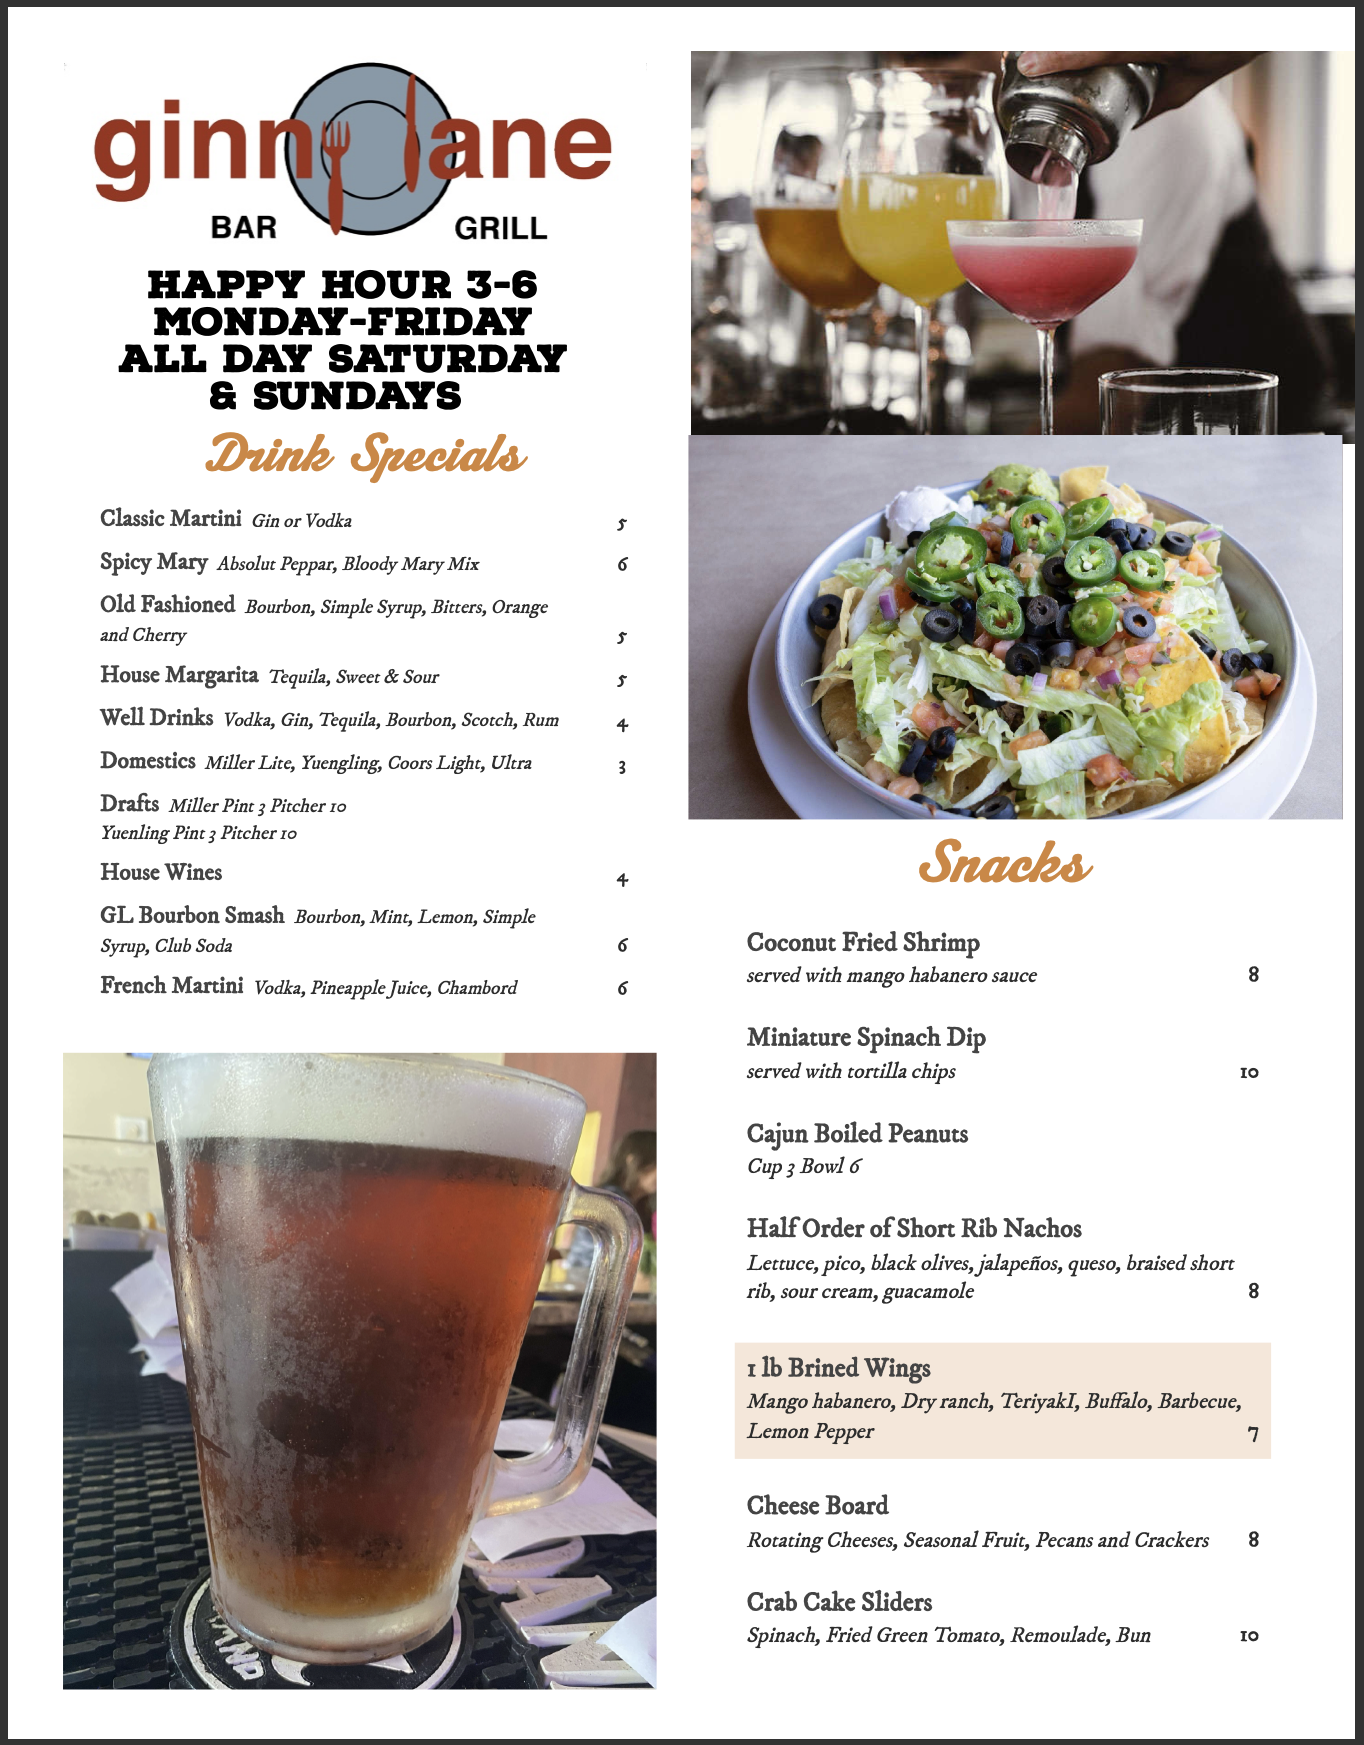 ginny lane
BAR GRILL
HAPPY HOUR 3-6
MONDAY-FRIDAY
ALL DAY SATURDAY
& SUNDAYS
Drink Specials
Classic Martini Gin or Vodka 5
Spicy Mary Absolut Peppar, Bloody Mary Mix 6
Old Fashioned Bourbon, Simple Syrup, Bitters, Orange
and Cherry 5
House Margarita Tequila, Sweet & Sour 5
Well Drinks Vodka, Gin, Tequila, Bourbon, Scotch, Rum 4
Domestics Miller Lite, Yuengling, Coors Light, Ultra 3
Drafts Miller Pint 3 Pitcher 10
Yuenling Pint 3 Pitcher 10
House Wines 4
GL Bourbon Smash Bourbon, Mint, Lemon, Simple
Syrup, Club Soda 6
French Martini Vodka, Pineapple Juice, Chambord 6
Snacks
Coconut Fried Shrimp
served with mango habanero sauce 8
Miniature Spinach Dip
served with tortilla chips 10
Cajun Boiled Peanuts
Cup 3 Bowl 6
Half Order of Short Rib Nachos
Lettuce, pico, black olives, jalapeños, queso, braised short
rib, sour cream, guacamole 8
1 lb Brined Wings
Mango habanero, Dry ranch, TeriyakI, Buffalo, Barbecue,
Lemon Pepper 7
Cheese Board
Rotating Cheeses, Seasonal Fruit, Pecans and Crackers 8
Crab Cake Sliders
Spinach, Fried Green Tomato, Remoulade, Bun 10